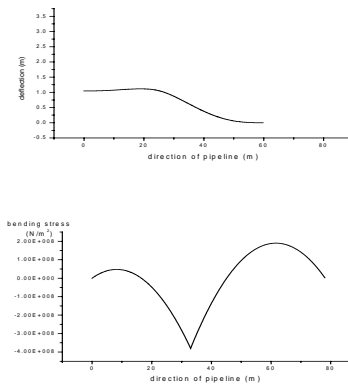 deflection (m)
3.5
3.0
2.5
2.0
1.5
1.0
0.5
0.0
-0.5
0 20 40 60 80
direction of pipeline (m)
bending stress
(N/m²)
2.00E+008
1.00E+008
0.000E+000
-1.00E+008
-2.00E+008
-3.00E+008
-4.00E+008
0 20 40 60 80
direction of pipeline (m)